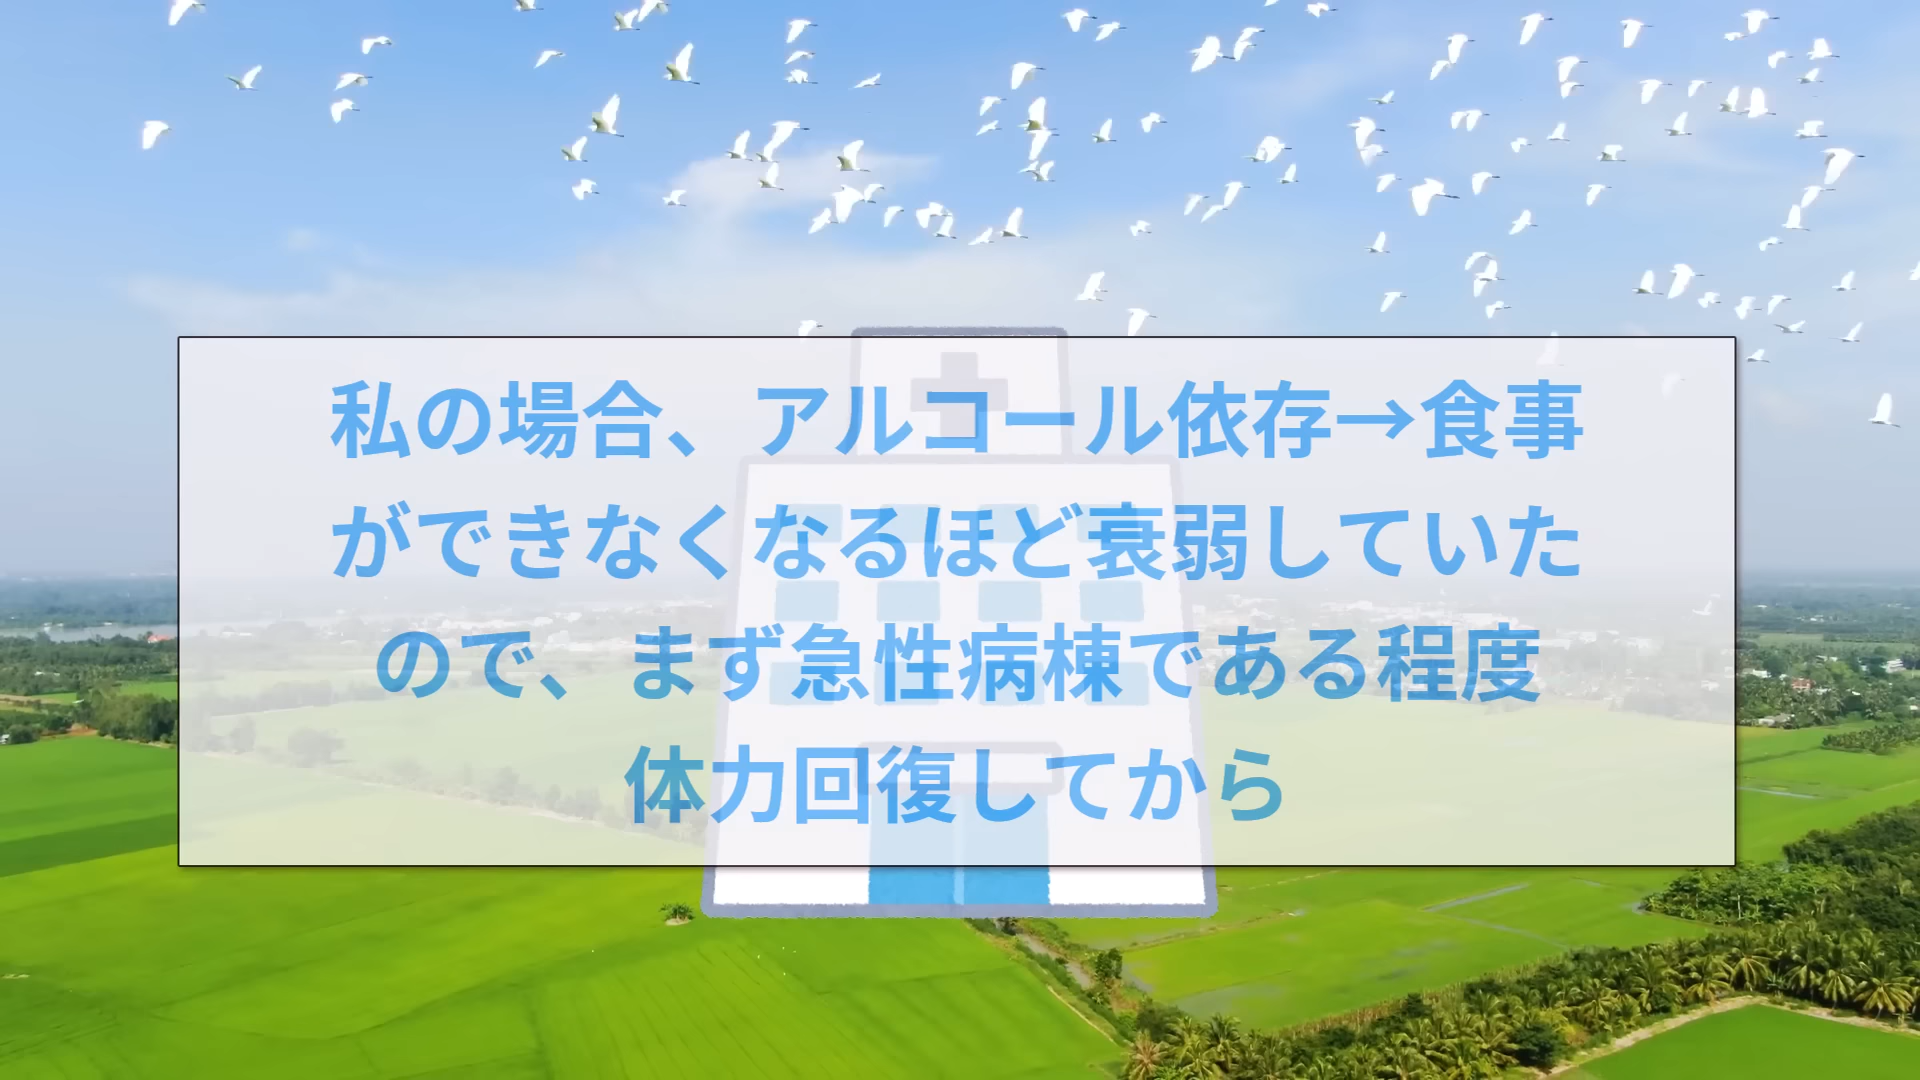 私の場合、アルコール依存→食事
ができなくなるほど衰弱していた
ので、まず急性病棟である程度
体力回復してから